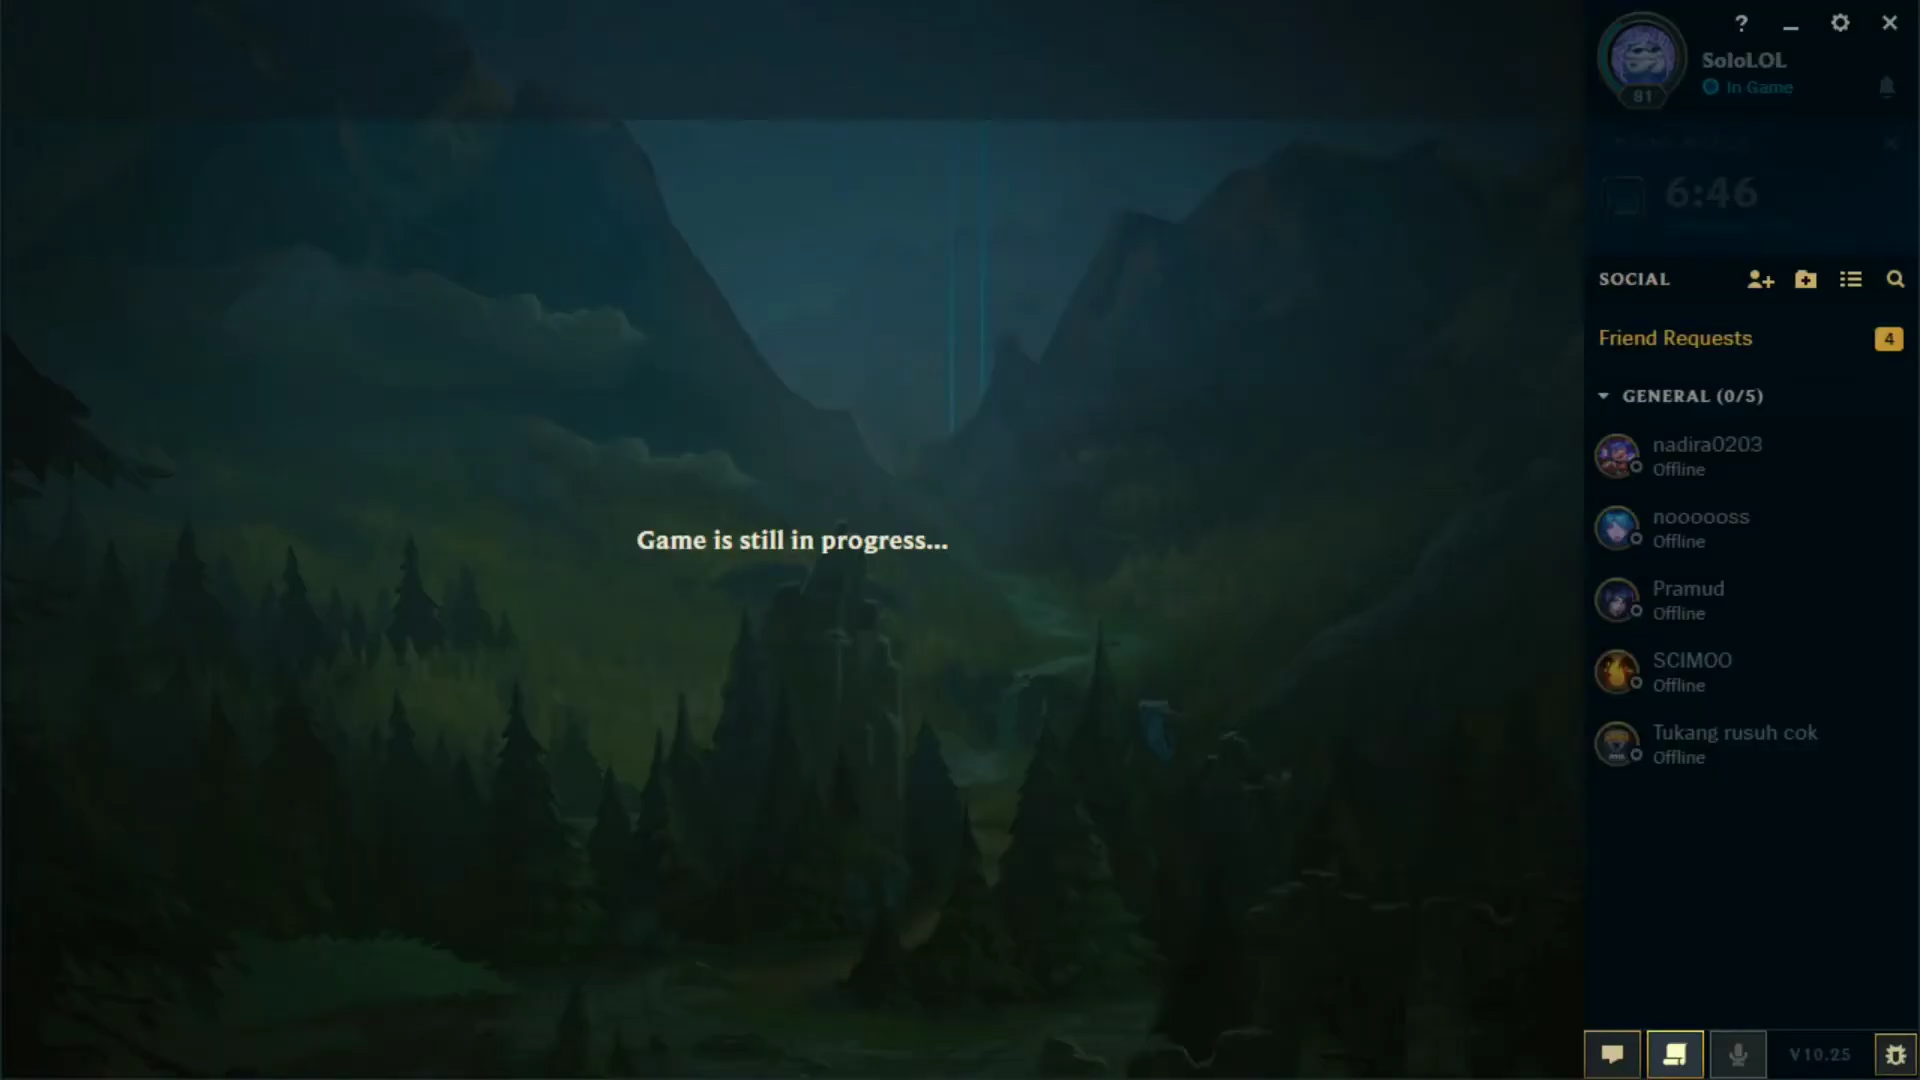 ?
SoloLOL
In Game
81
6:46
SOCIAL
Friend Requests
4
GENERAL (0/5)
nadira0203
Offline
noooooss
Offline
Pramud
Offline
SCIMOO
Offline
Tukang rusuh cok
Offline
Game is still in progress...
V10.25